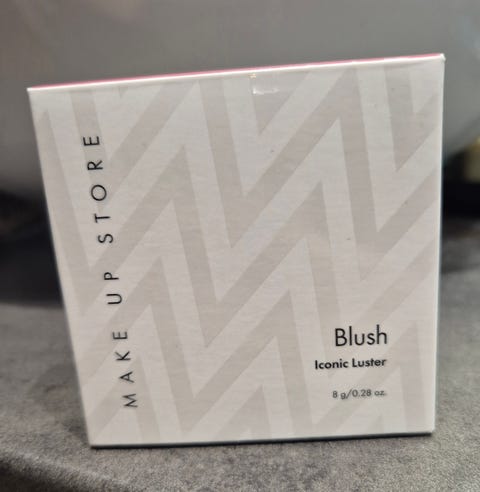 MAKE UP STORE
Blush
Iconic Luster
8 g/0.28 oz.